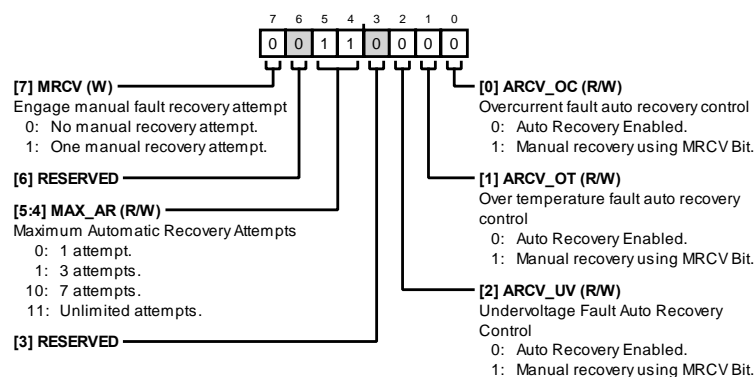 7 6 5 4 3 2 1 0
0 0 1 1 0 0 0 0
[7] MRCV (W)
Engage manual fault recovery attempt
0: No manual recovery attempt.
1: One manual recovery attempt.
[6] RESERVED
[5:4] MAX_AR (R/W)
Maximum Automatic Recovery Attempts
0: 1 attempt.
1: 3 attempts.
10: 7 attempts.
11: Unlimited attempts.
[3] RESERVED
[0] ARCV_OC (R/W)
Overcurrent fault auto recovery control
0: Auto Recovery Enabled.
1: Manual recovery using MRCV Bit.
[1] ARCV_OT (R/W)
Over temperature fault auto recovery
control
0: Auto Recovery Enabled.
1: Manual recovery using MRCV Bit.
[2] ARCV_UV (R/W)
Undervoltage Fault Auto Recovery
Control
0: Auto Recovery Enabled.
1: Manual recovery using MRCV Bit.